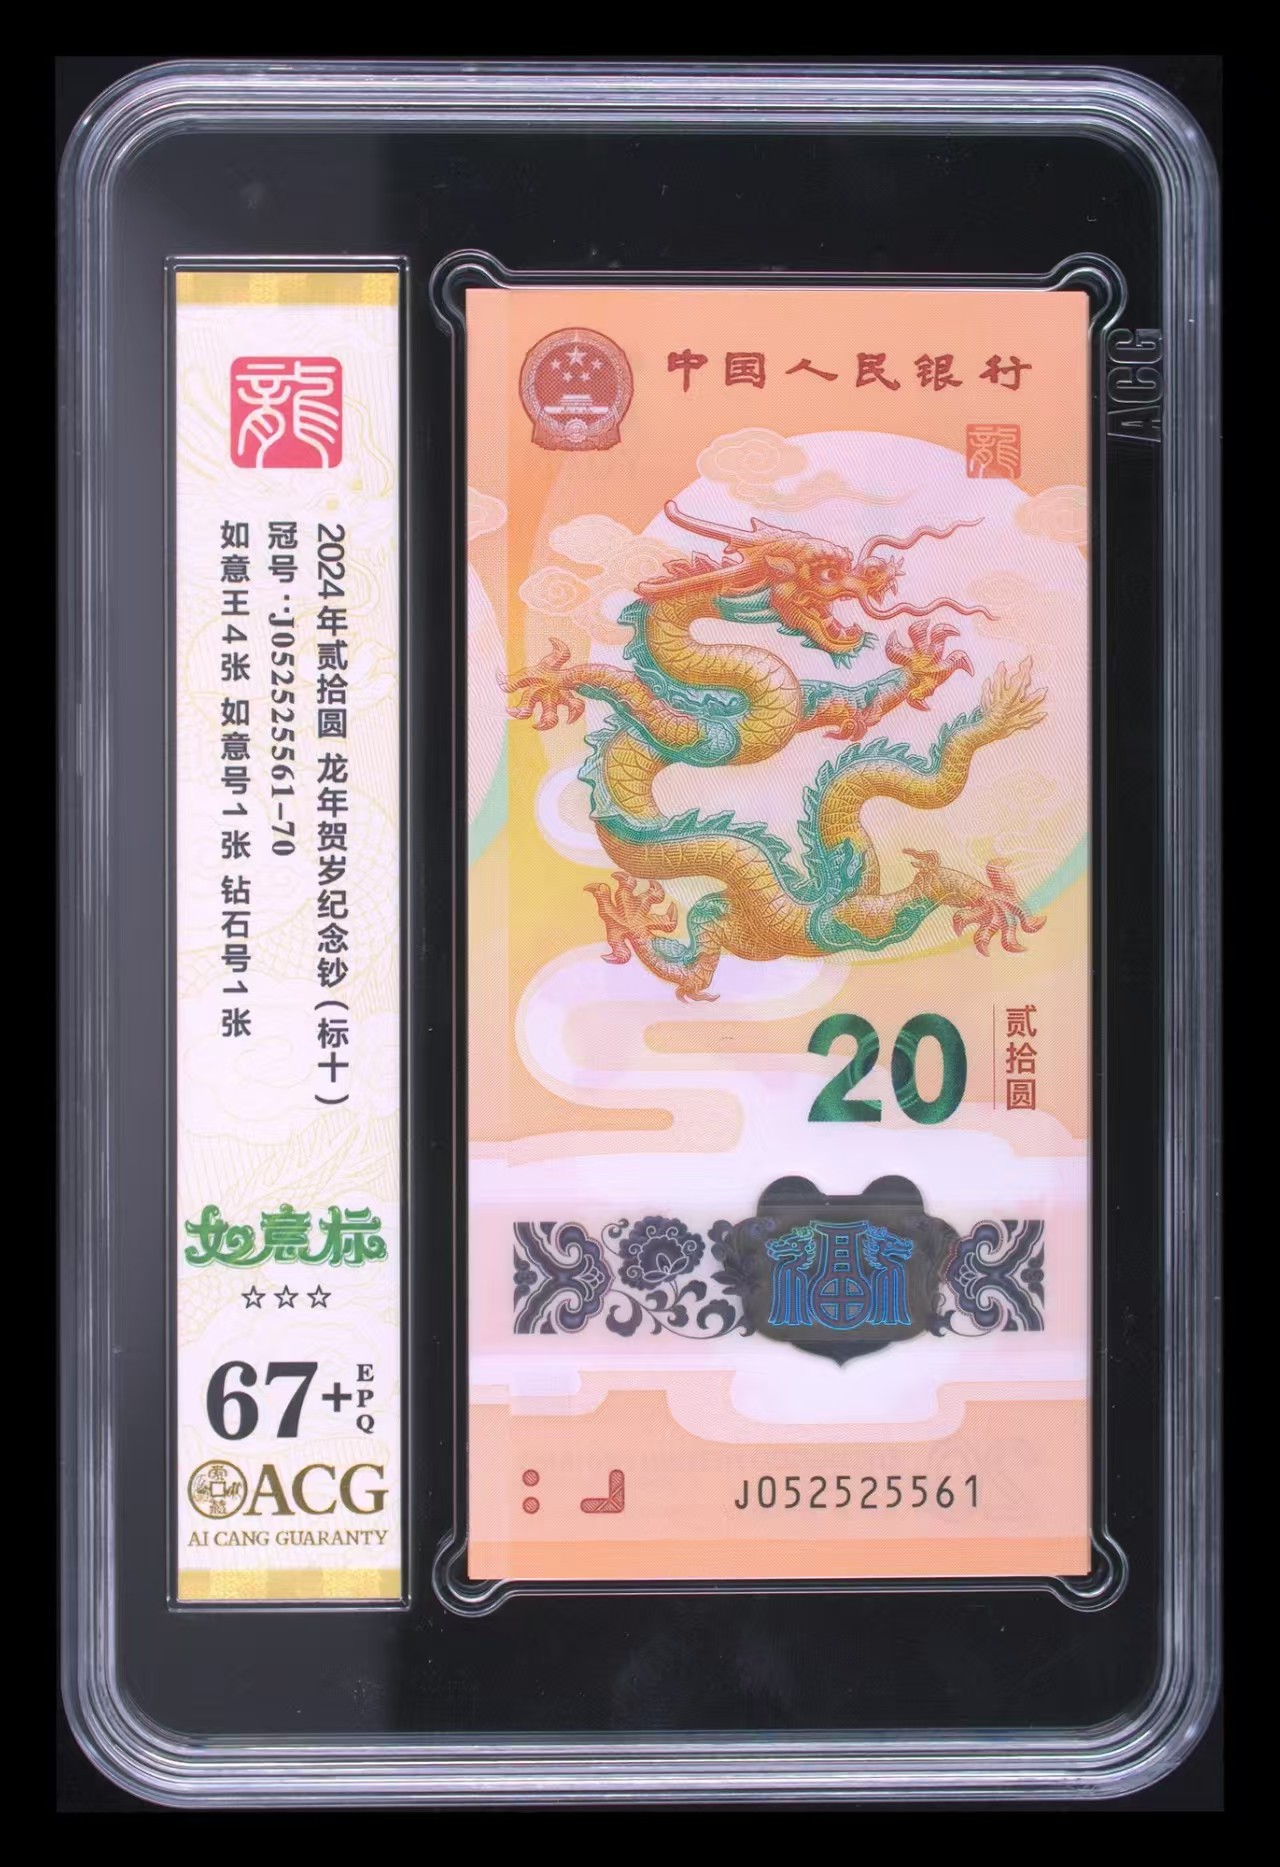 龍
2024年贰拾圆 龙年贺岁纪念钞(标十)
冠号:J052525561-70
如意王4张 如意号1张 钻石号1张
如意标
☆☆☆
67+EPQ
ACG
AI CANG GUARANTY
中国人民银行
龍
20
贰拾圆
福
J052525561
ACG